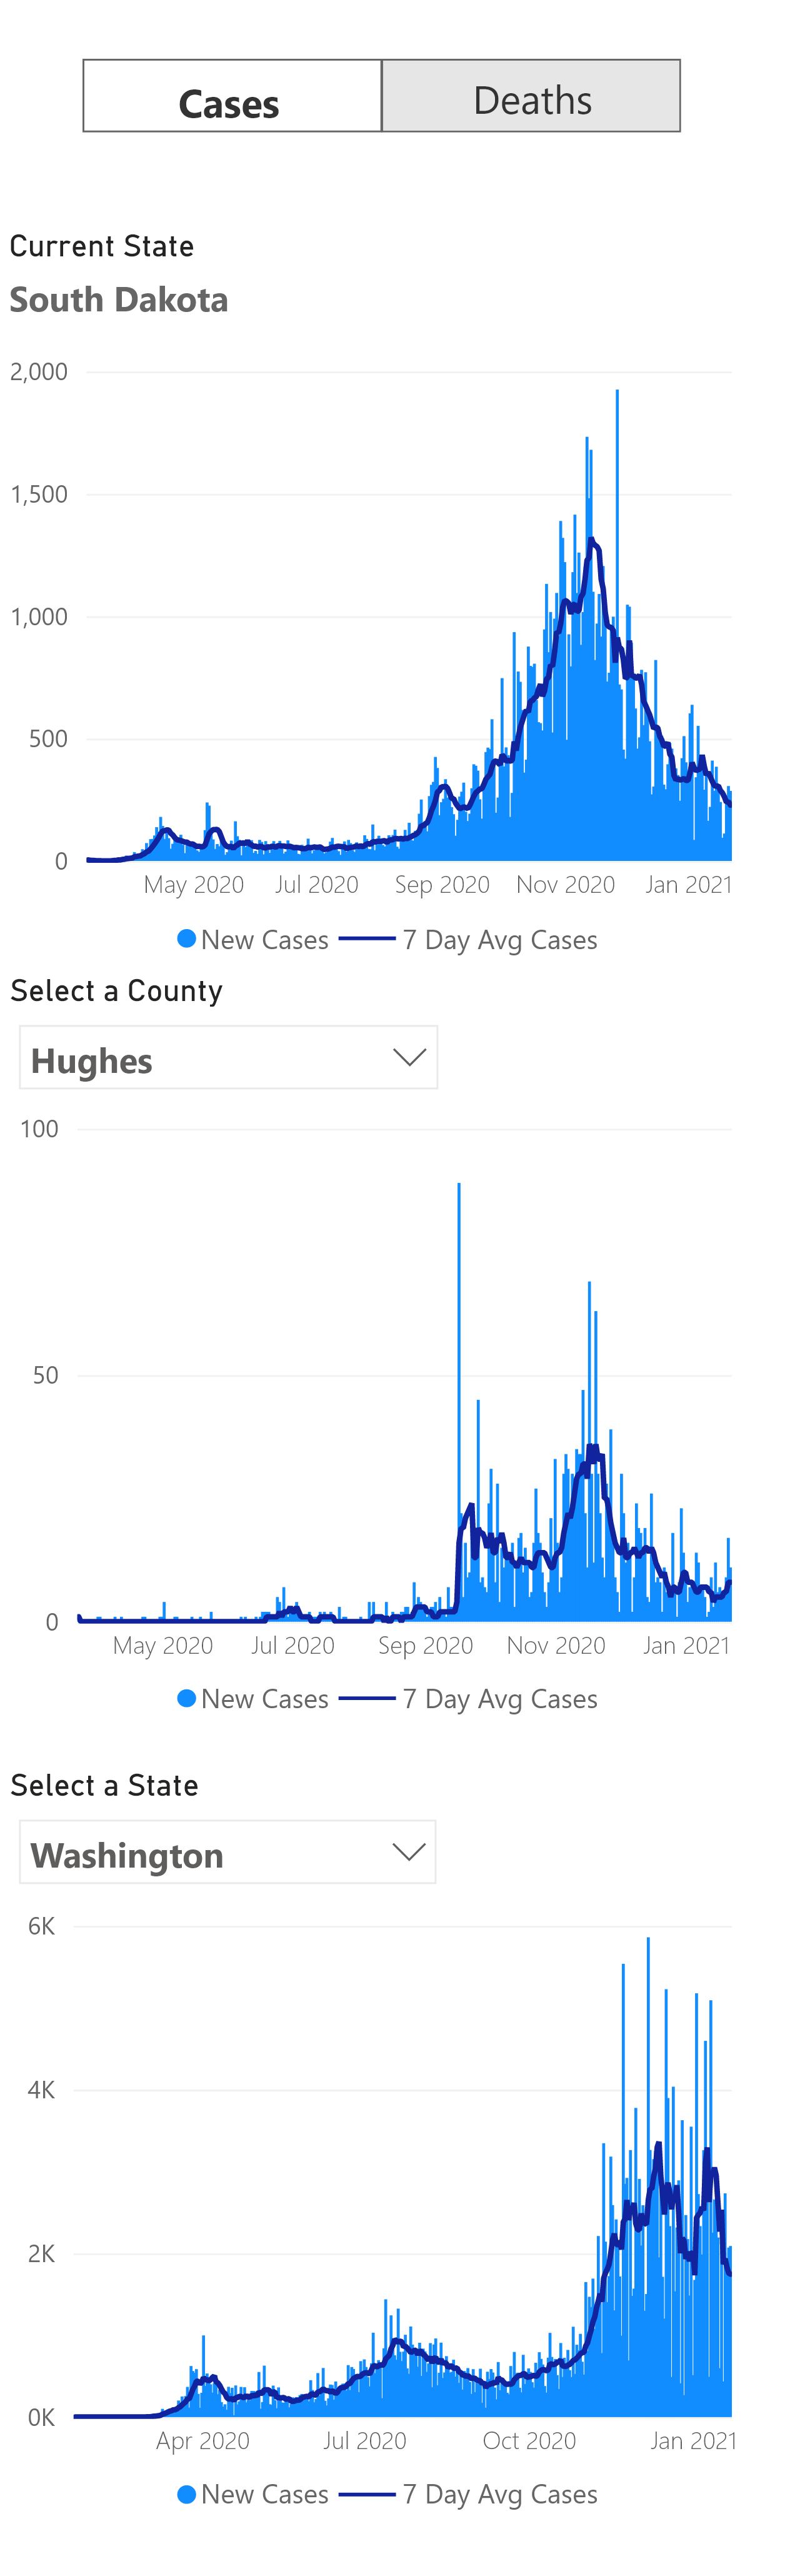 Cases Deaths
Current State
South Dakota
2,000
1,500
1,000
500
0
May 2020 Jul 2020 Sep 2020 Nov 2020 Jan 2021
New Cases 7 Day Avg Cases
Select a County
Hughes
100
50
0
May 2020 Jul 2020 Sep 2020 Nov 2020 Jan 2021
New Cases 7 Day Avg Cases
Select a State
Washington
6K
4K
2K
0K
Apr 2020 Jul 2020 Oct 2020 Jan 2021
New Cases 7 Day Avg Cases